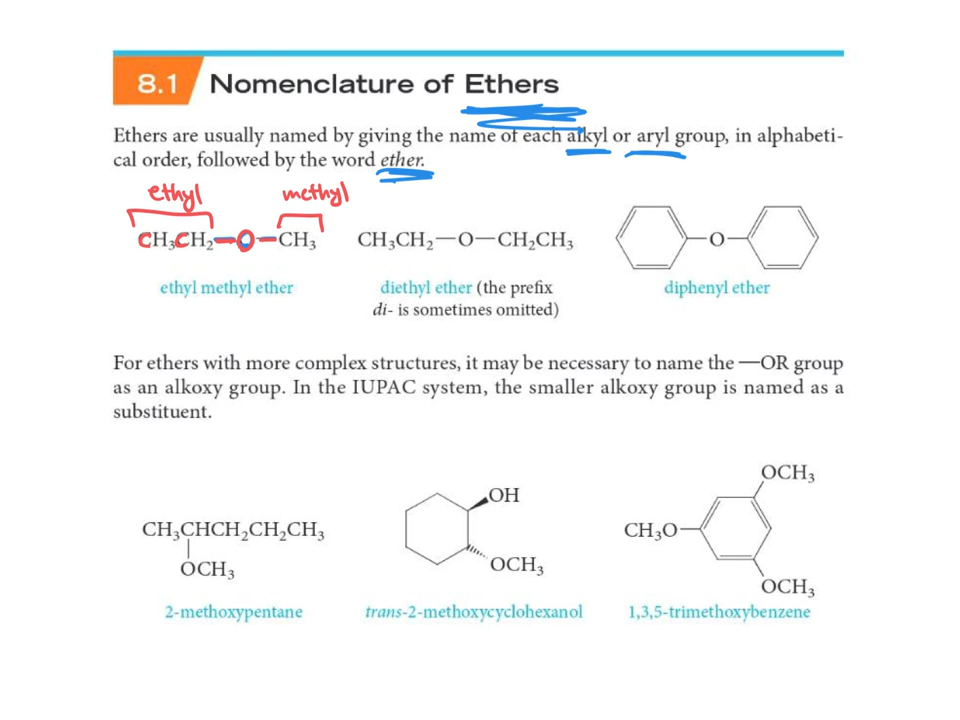 8.1 Nomenclature of Ethers
Ethers are usually named by giving the name of each alkyl or aryl group, in alphabeti-
cal order, followed by the word ether.
ethyl methyl
CH₃CH₂—O—CH₃ CH₃CH₂—O—CH₂CH₃ O
ethyl methyl ether diethyl ether (the prefix diphenyl ether
di- is sometimes omitted)
For ethers with more complex structures, it may be necessary to name the —OR group
as an alkoxy group. In the IUPAC system, the smaller alkoxy group is named as a
substituent.
OCH₃
OH
CH₃CHCH₂CH₂CH₃ CH₃O
OCH₃ OCH₃
OCH₃
2-methoxypentane trans-2-methoxycyclohexanol 1,3,5-trimethoxybenzene